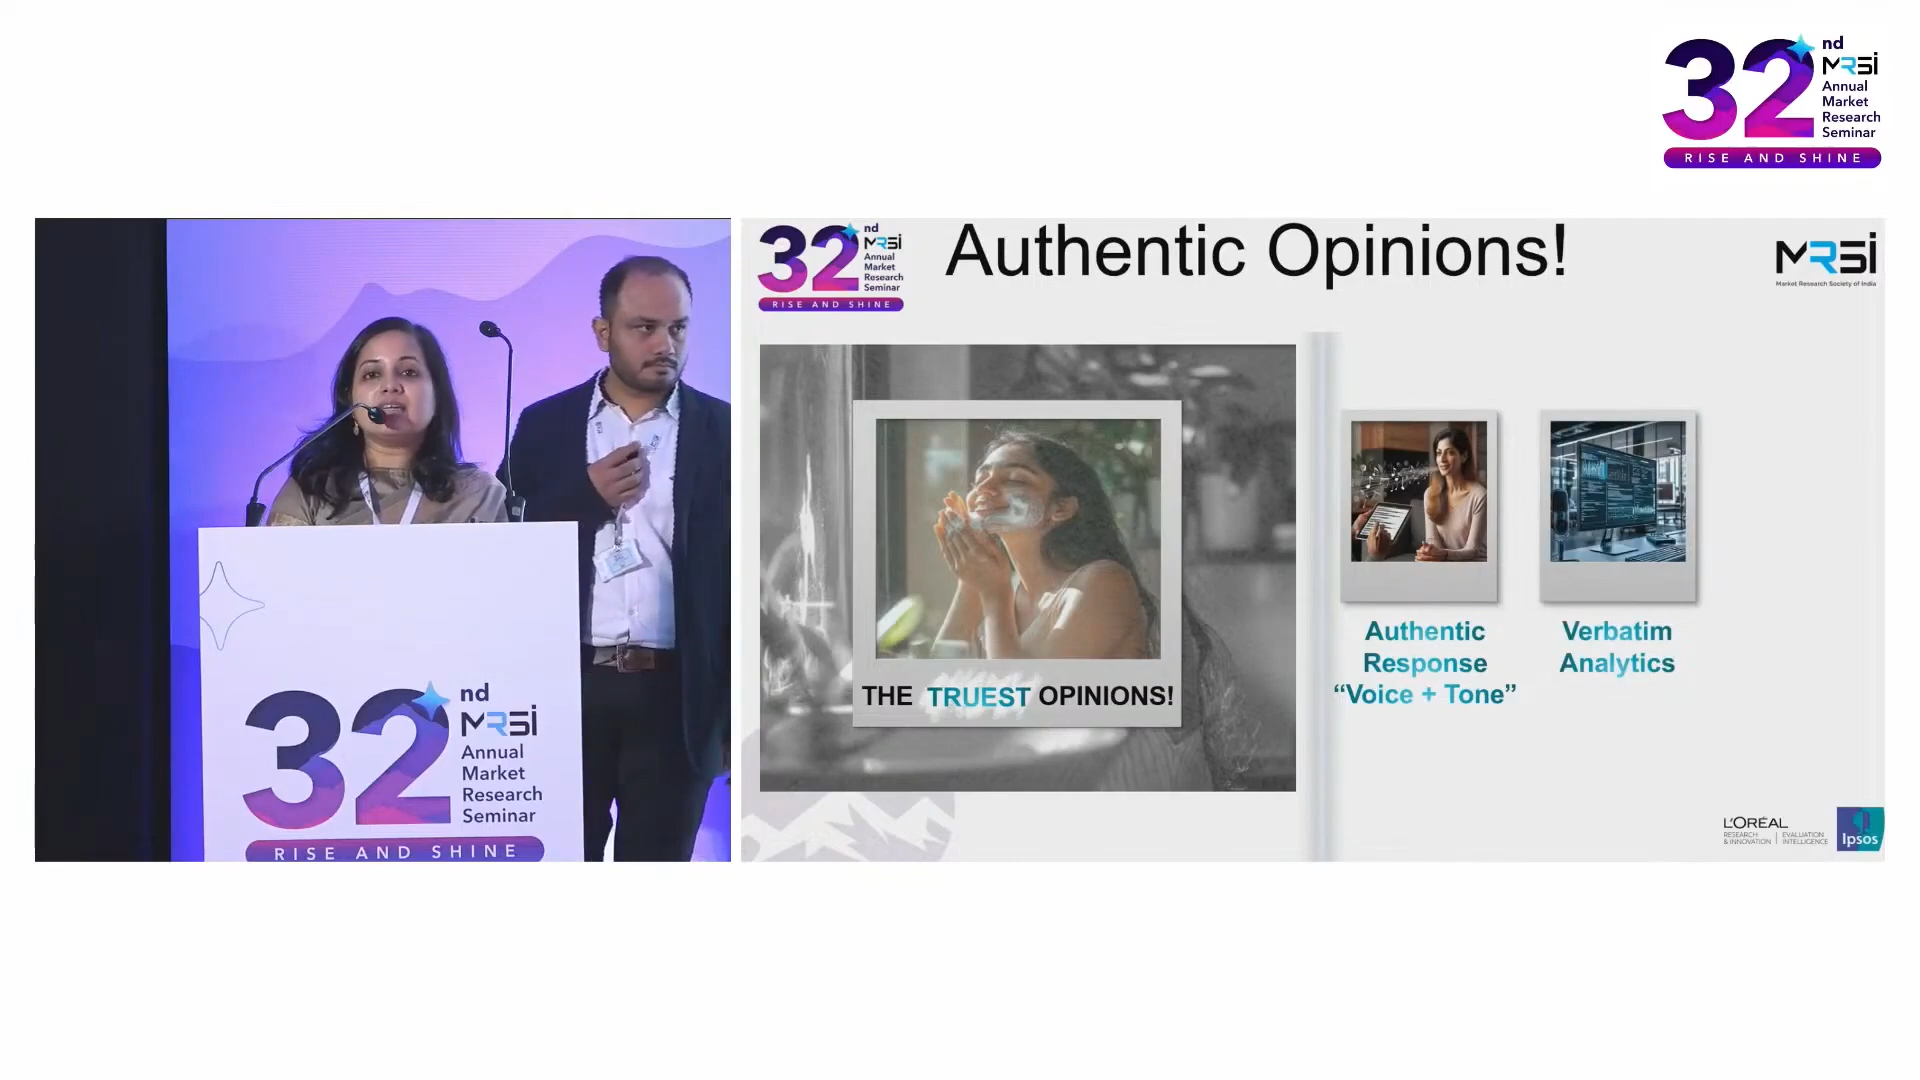 32nd
MRSI
Annual
Market
Research
Seminar
RISE AND SHINE
32nd
MRSI
Annual
Market
Research
Seminar
RISE AND SHINE
Authentic Opinions!
MRSI
Market Research Society of India
THE TRUEST OPINIONS!
Authentic
Response
“Voice + Tone”
Verbatim
Analytics
L'ORÉAL
RESEARCH
& INNOVATION
EVALUATION
INTELLIGENCE
Ipsos
32nd
MRSI
Annual
Market
Research
Seminar
RISE AND SHINE